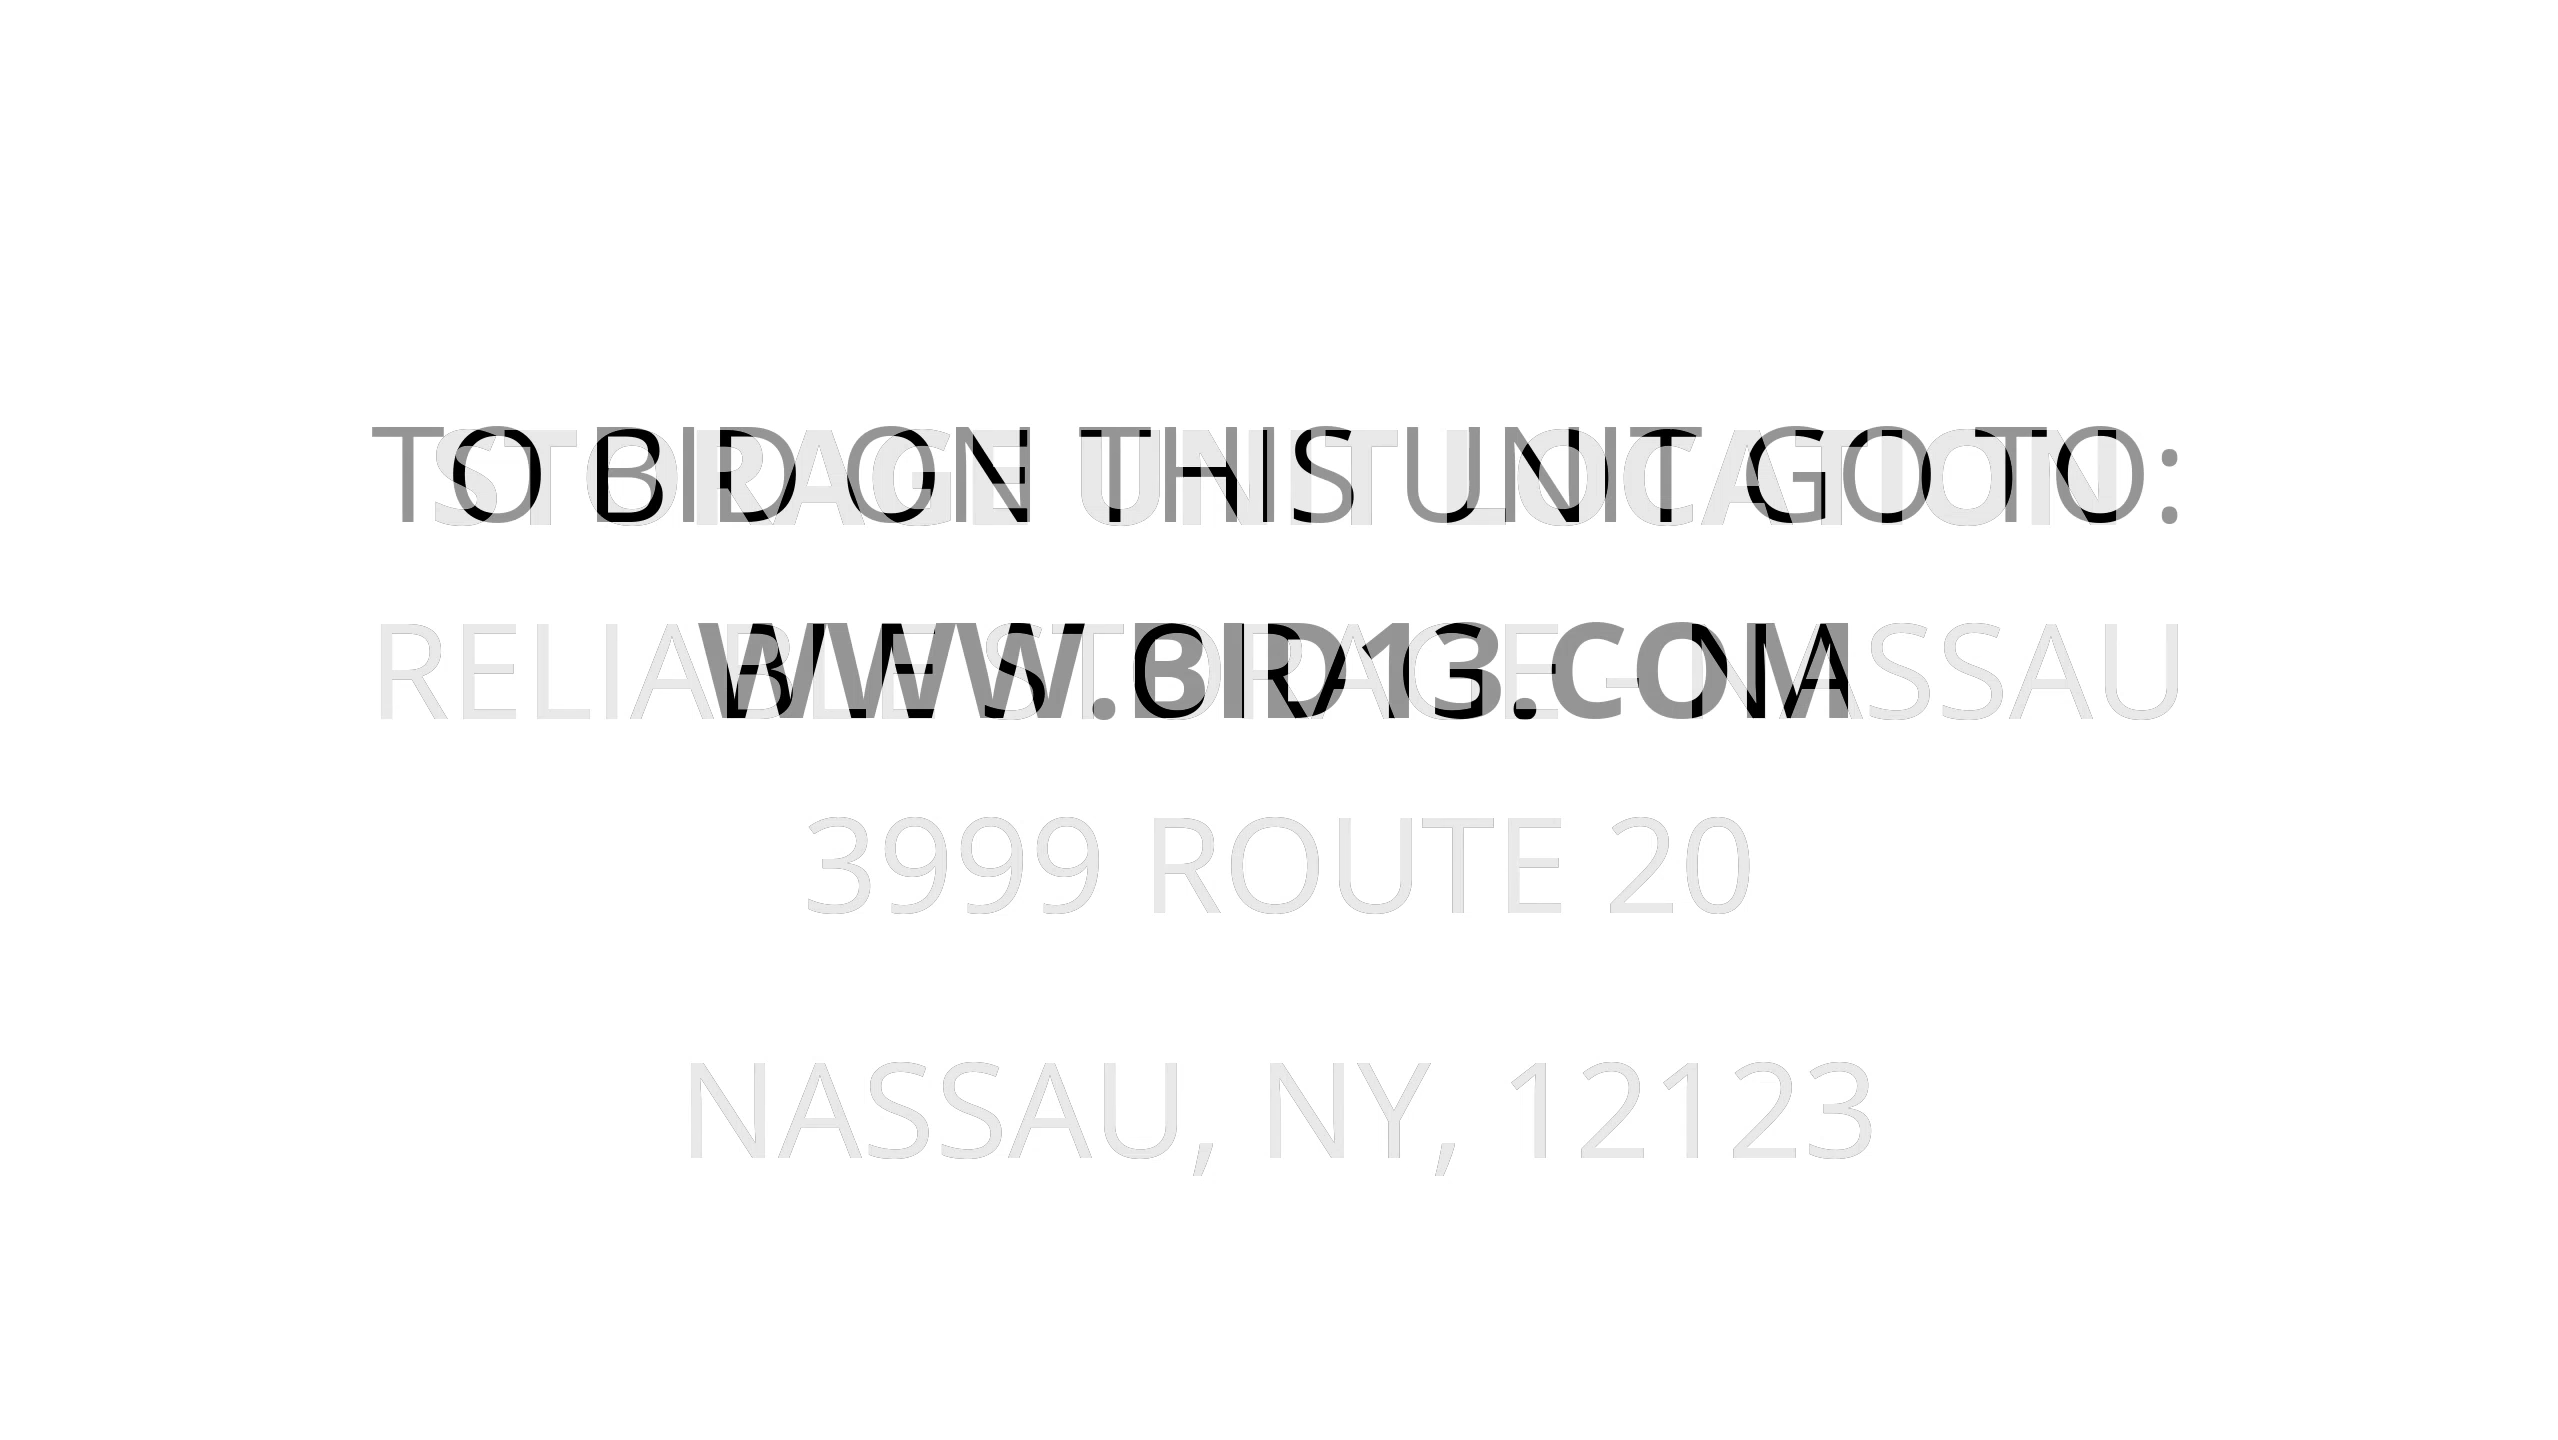 TO BID ON THIS UNIT GO TO:
WWW.BID13.COM
STORAGE UNIT LOCATION
RELIABLE STORAGE - NASSAU
3999 ROUTE 20
NASSAU, NY, 12123